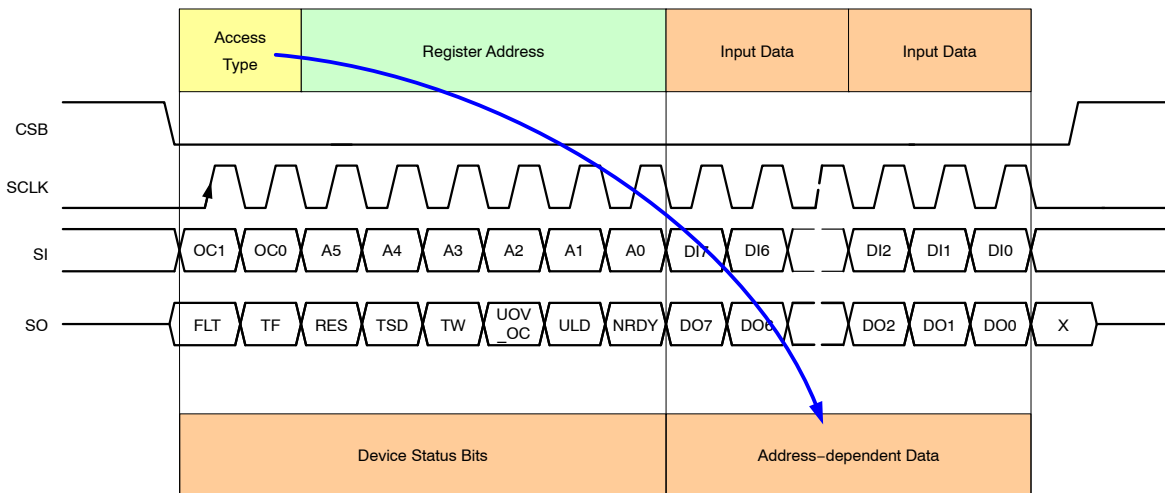 Access
Type
Register Address
Input Data
Input Data
CSB
SCLK
SI
OC1 OC0 A5 A4 A3 A2 A1 A0 DI7 DI6 DI2 DI1 DI0
SO
FLT TF RES TSD TW UOV
_OC ULD NRDY DO7 DO6 DO2 DO1 DO0 X
Device Status Bits
Address−dependent Data